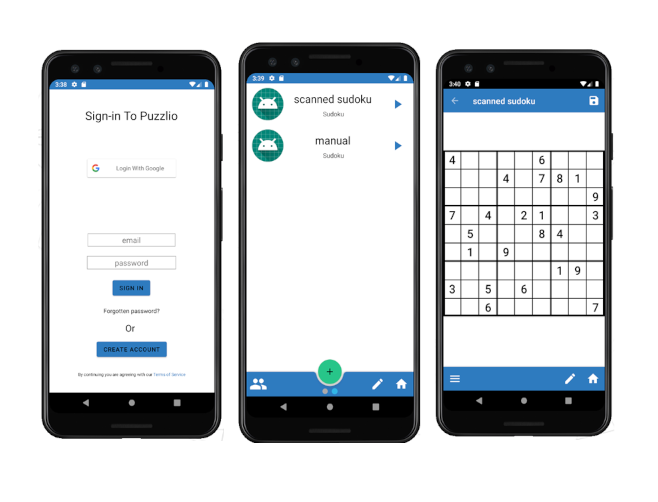 3:38
Sign-in To Puzzlio
G Login With Google
email
password
SIGN IN
Forgotten password?
Or
CREATE ACCOUNT
By continuing you are agreeing with our Terms of Service
3:39
scanned sudoku
Sudoku
manual
Sudoku
+
3:40
scanned sudoku
4 6
4 7 8 1
9
7 4 2 1 3
5 8 4
1 9
1 9
3 5 6
6 7